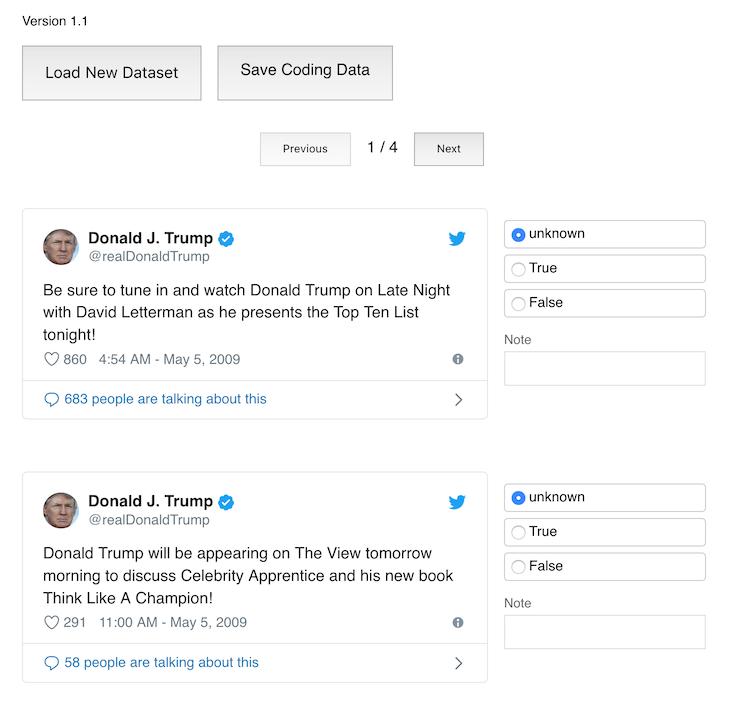 Version 1.1
Load New Dataset
Save Coding Data
Previous
1 / 4
Next
Donald J. Trump
@realDonaldTrump
Be sure to tune in and watch Donald Trump on Late Night
with David Letterman as he presents the Top Ten List
tonight!
860 4:54 AM - May 5, 2009
683 people are talking about this
unknown
True
False
Note
Donald J. Trump
@realDonaldTrump
Donald Trump will be appearing on The View tomorrow
morning to discuss Celebrity Apprentice and his new book
Think Like A Champion!
291 11:00 AM - May 5, 2009
58 people are talking about this
unknown
True
False
Note